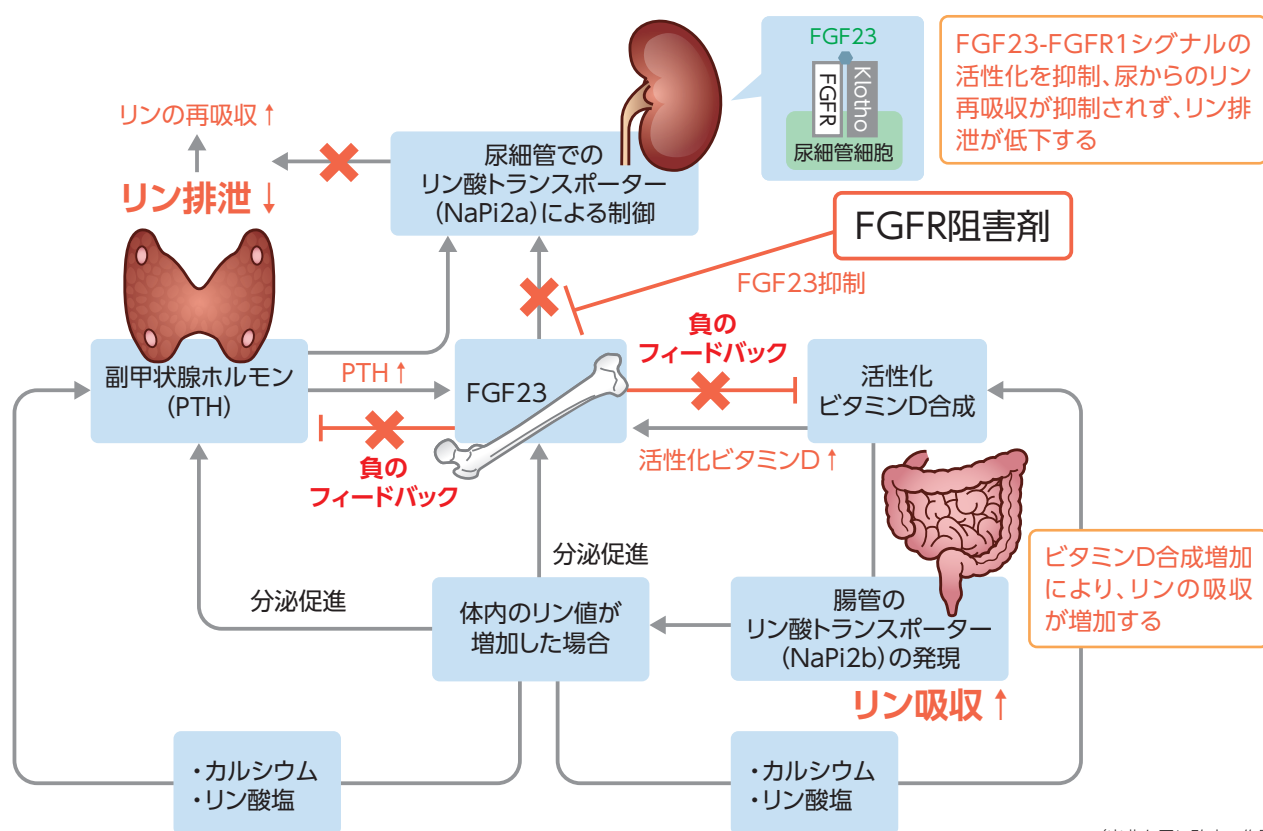 FGF23
FGFR
Klotho
尿細管細胞
FGF23-FGFR1シグナルの
活性化を抑制、尿からのリン
再吸収が抑制されず、リン排
泄が低下する
リンの再吸収↑
リン排泄↓
尿細管での
リン酸トランスポーター
(NaPi2a)による制御
FGFR阻害剤
FGF23抑制
副甲状腺ホルモン
(PTH)
PTH↑
FGF23
負の
フィードバック
負の
フィードバック
活性化
ビタミンD合成
活性化ビタミンD↑
分泌促進
分泌促進
体内のリン値が
増加した場合
腸管の
リン酸トランスポーター
(NaPi2b)の発現
リン吸収↑
ビタミンD合成増加
により、リンの吸収
が増加する
・カルシウム
・リン酸塩
・カルシウム
・リン酸塩